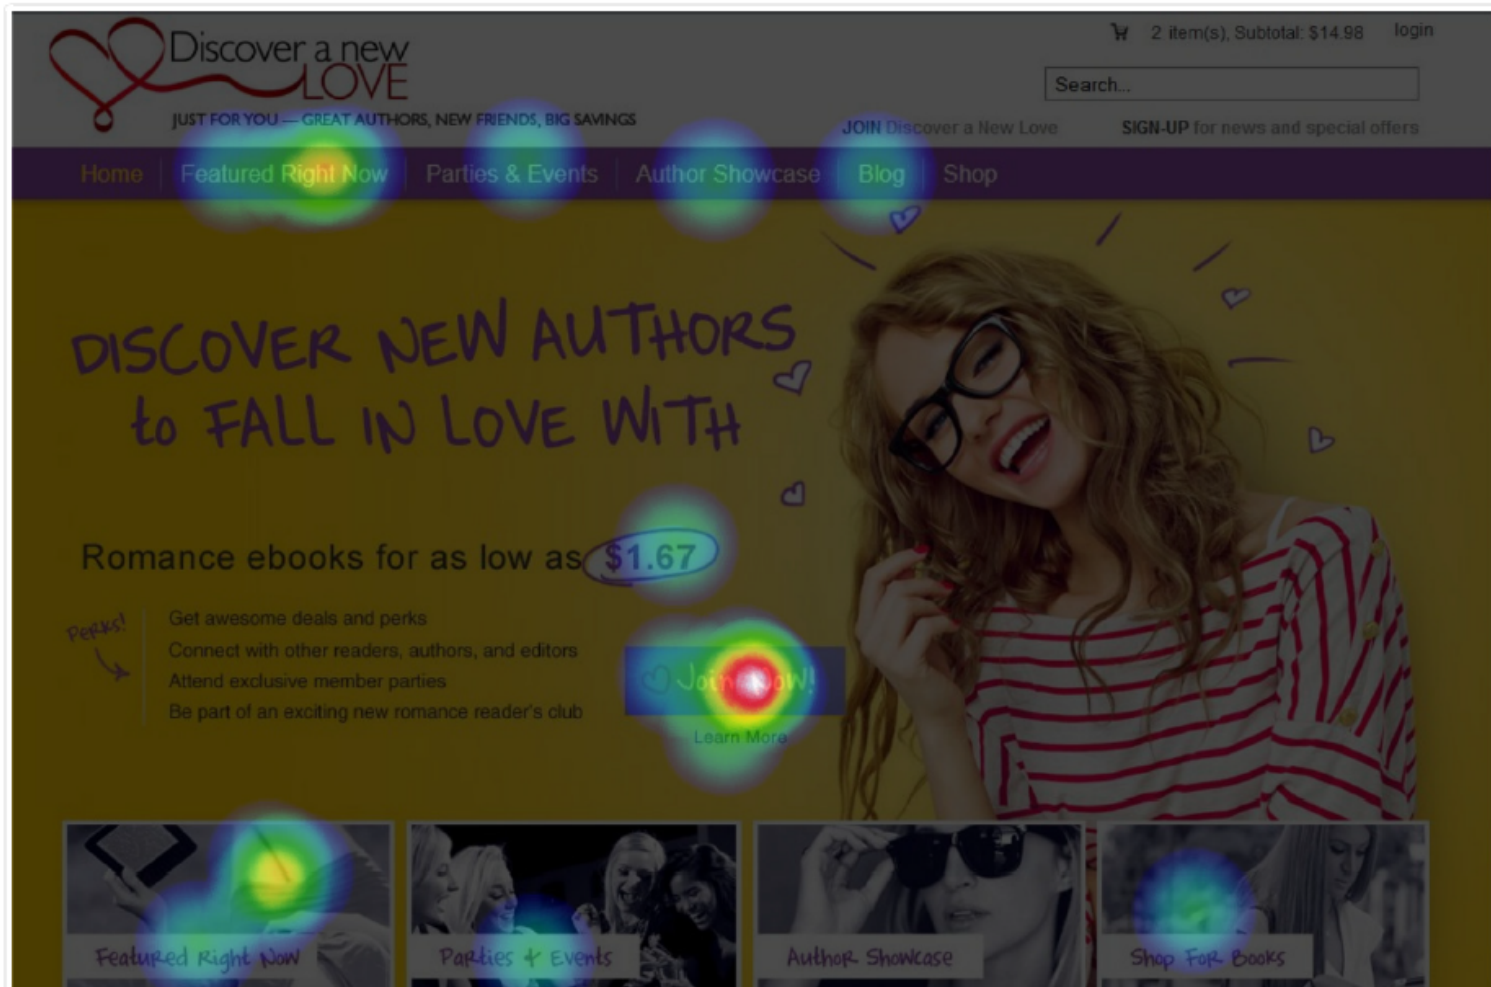 Discover a new
LOVE
JUST FOR YOU — GREAT AUTHORS, NEW FRIENDS, BIG SAVINGS
2 item(s), Subtotal: $14.98 login
Search...
JOIN Discover a New Love SIGN-UP for news and special offers
Home Featured Right Now Parties & Events Author Showcase Blog Shop
DISCOVER NEW AUTHORS
to FALL IN LOVE WITH
Romance ebooks for as low as $1.67
Perks!
Get awesome deals and perks
Connect with other readers, authors, and editors
Attend exclusive member parties
Be part of an exciting new romance reader's club
Join Now!
Learn More
Featured Right Now Parties & Events Author Showcase Shop For Books